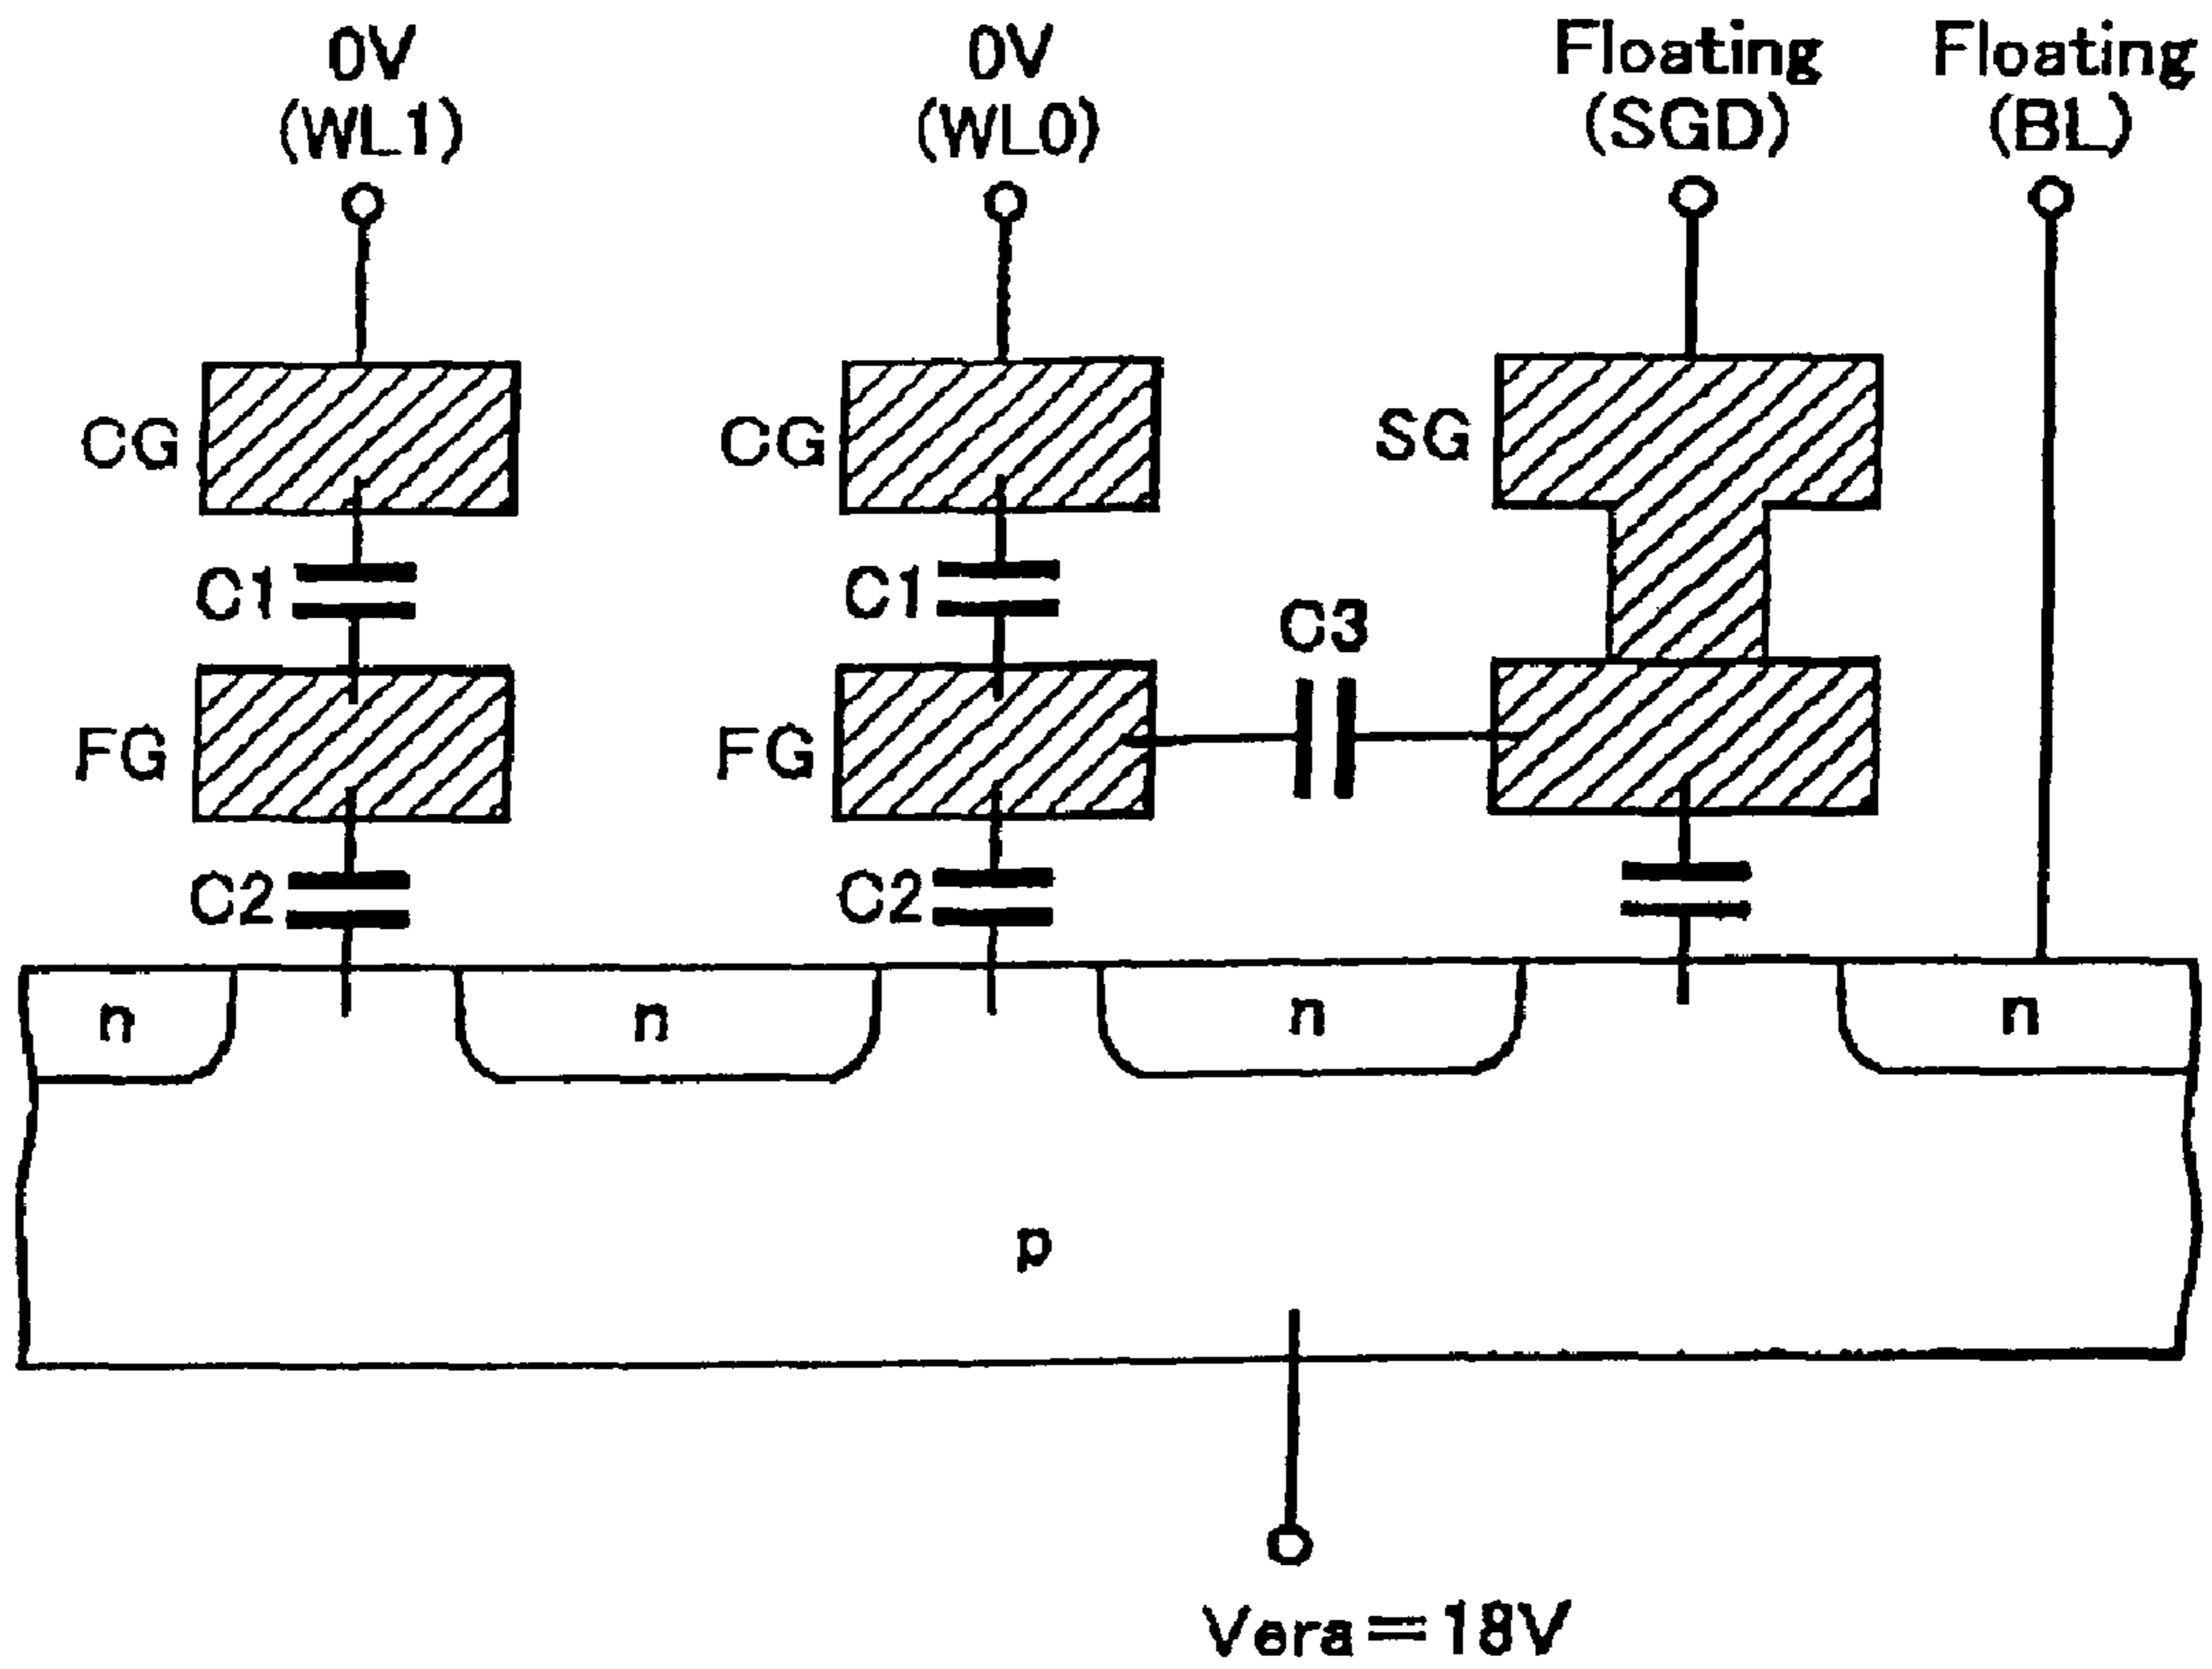 0V
(WL1)
0V
(WL0)
Floating
(SGD)
Floating
(BL)
CG
CG
SG
C1
C1
C3
FG
FG
C2
C2
n
n
n
n
p
Vera=18V